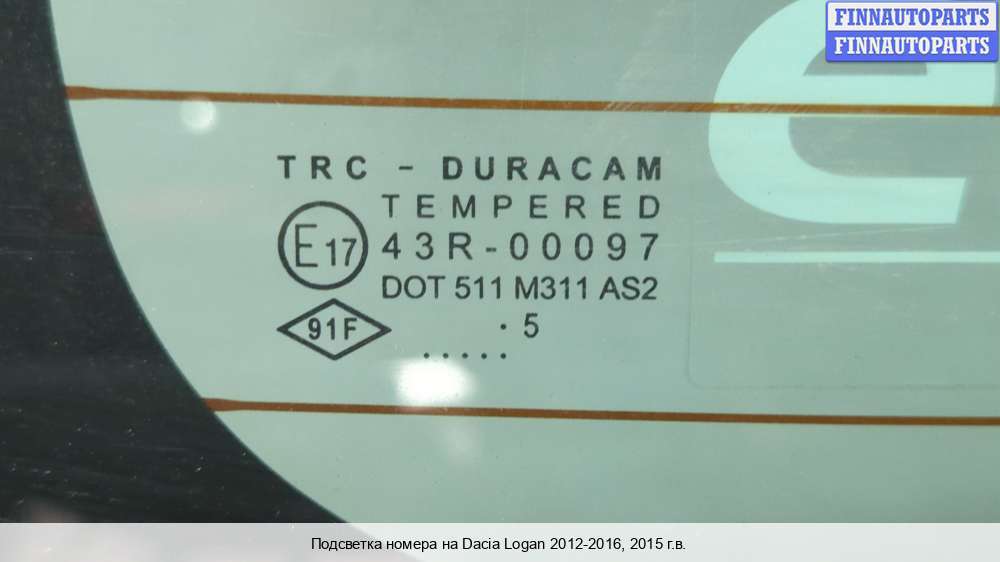 FINNAUTOPARTS
FINNAUTOPARTS
TRC - DURACAM
TEMPERED
E17
43R-00097
DOT 511 M311 AS2
91F
. 5
.....
Подсветка номера на Dacia Logan 2012-2016, 2015 г.в.